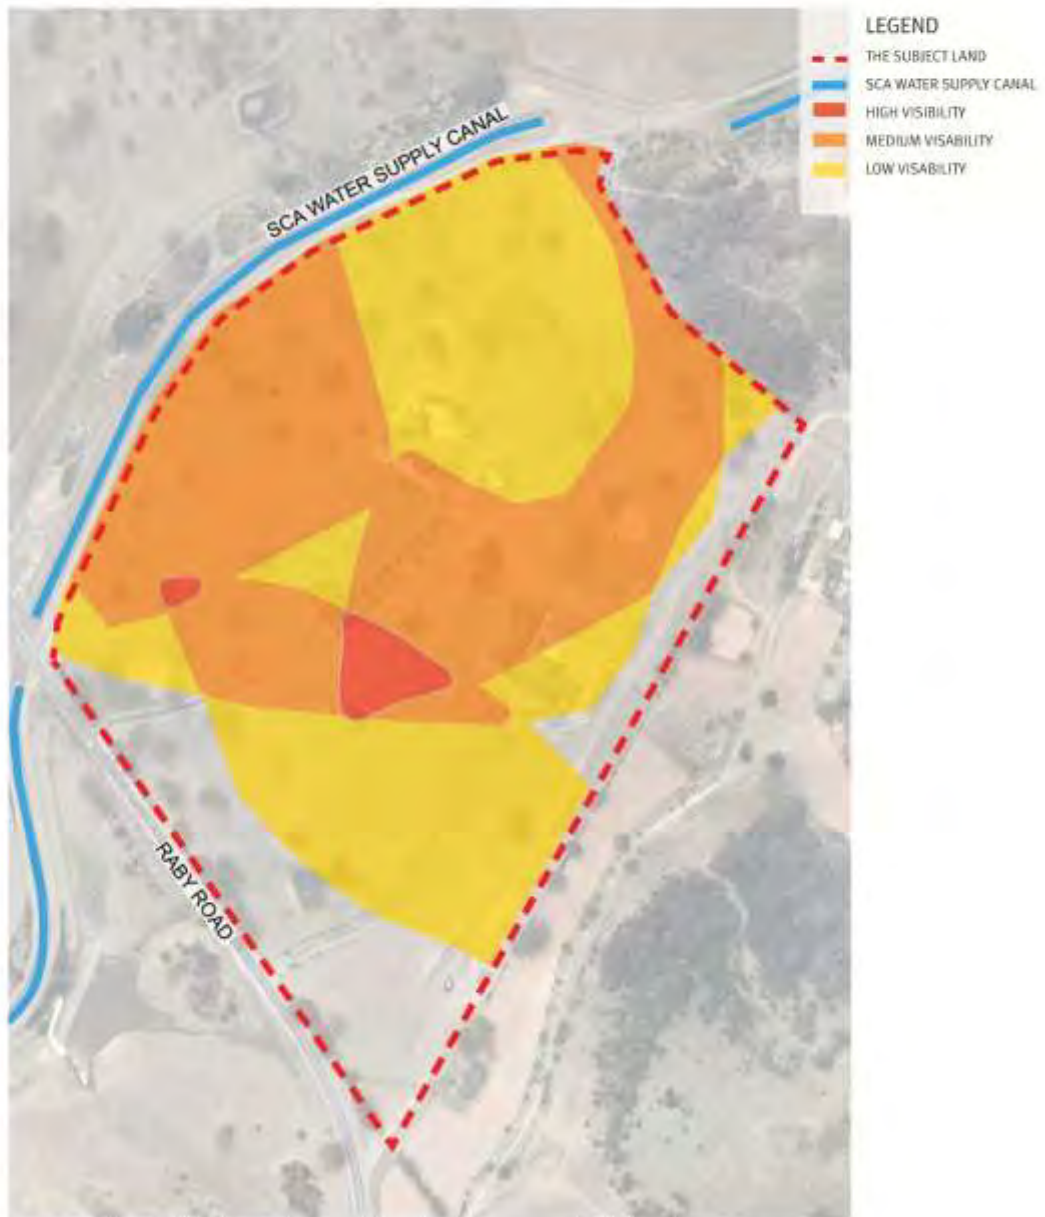 LEGEND
THE SUBJECT LAND
SCA WATER SUPPLY CANAL
HIGH VISIBILITY
MEDIUM VISABILITY
LOW VISABILITY
SCA WATER SUPPLY CANAL
RABY ROAD